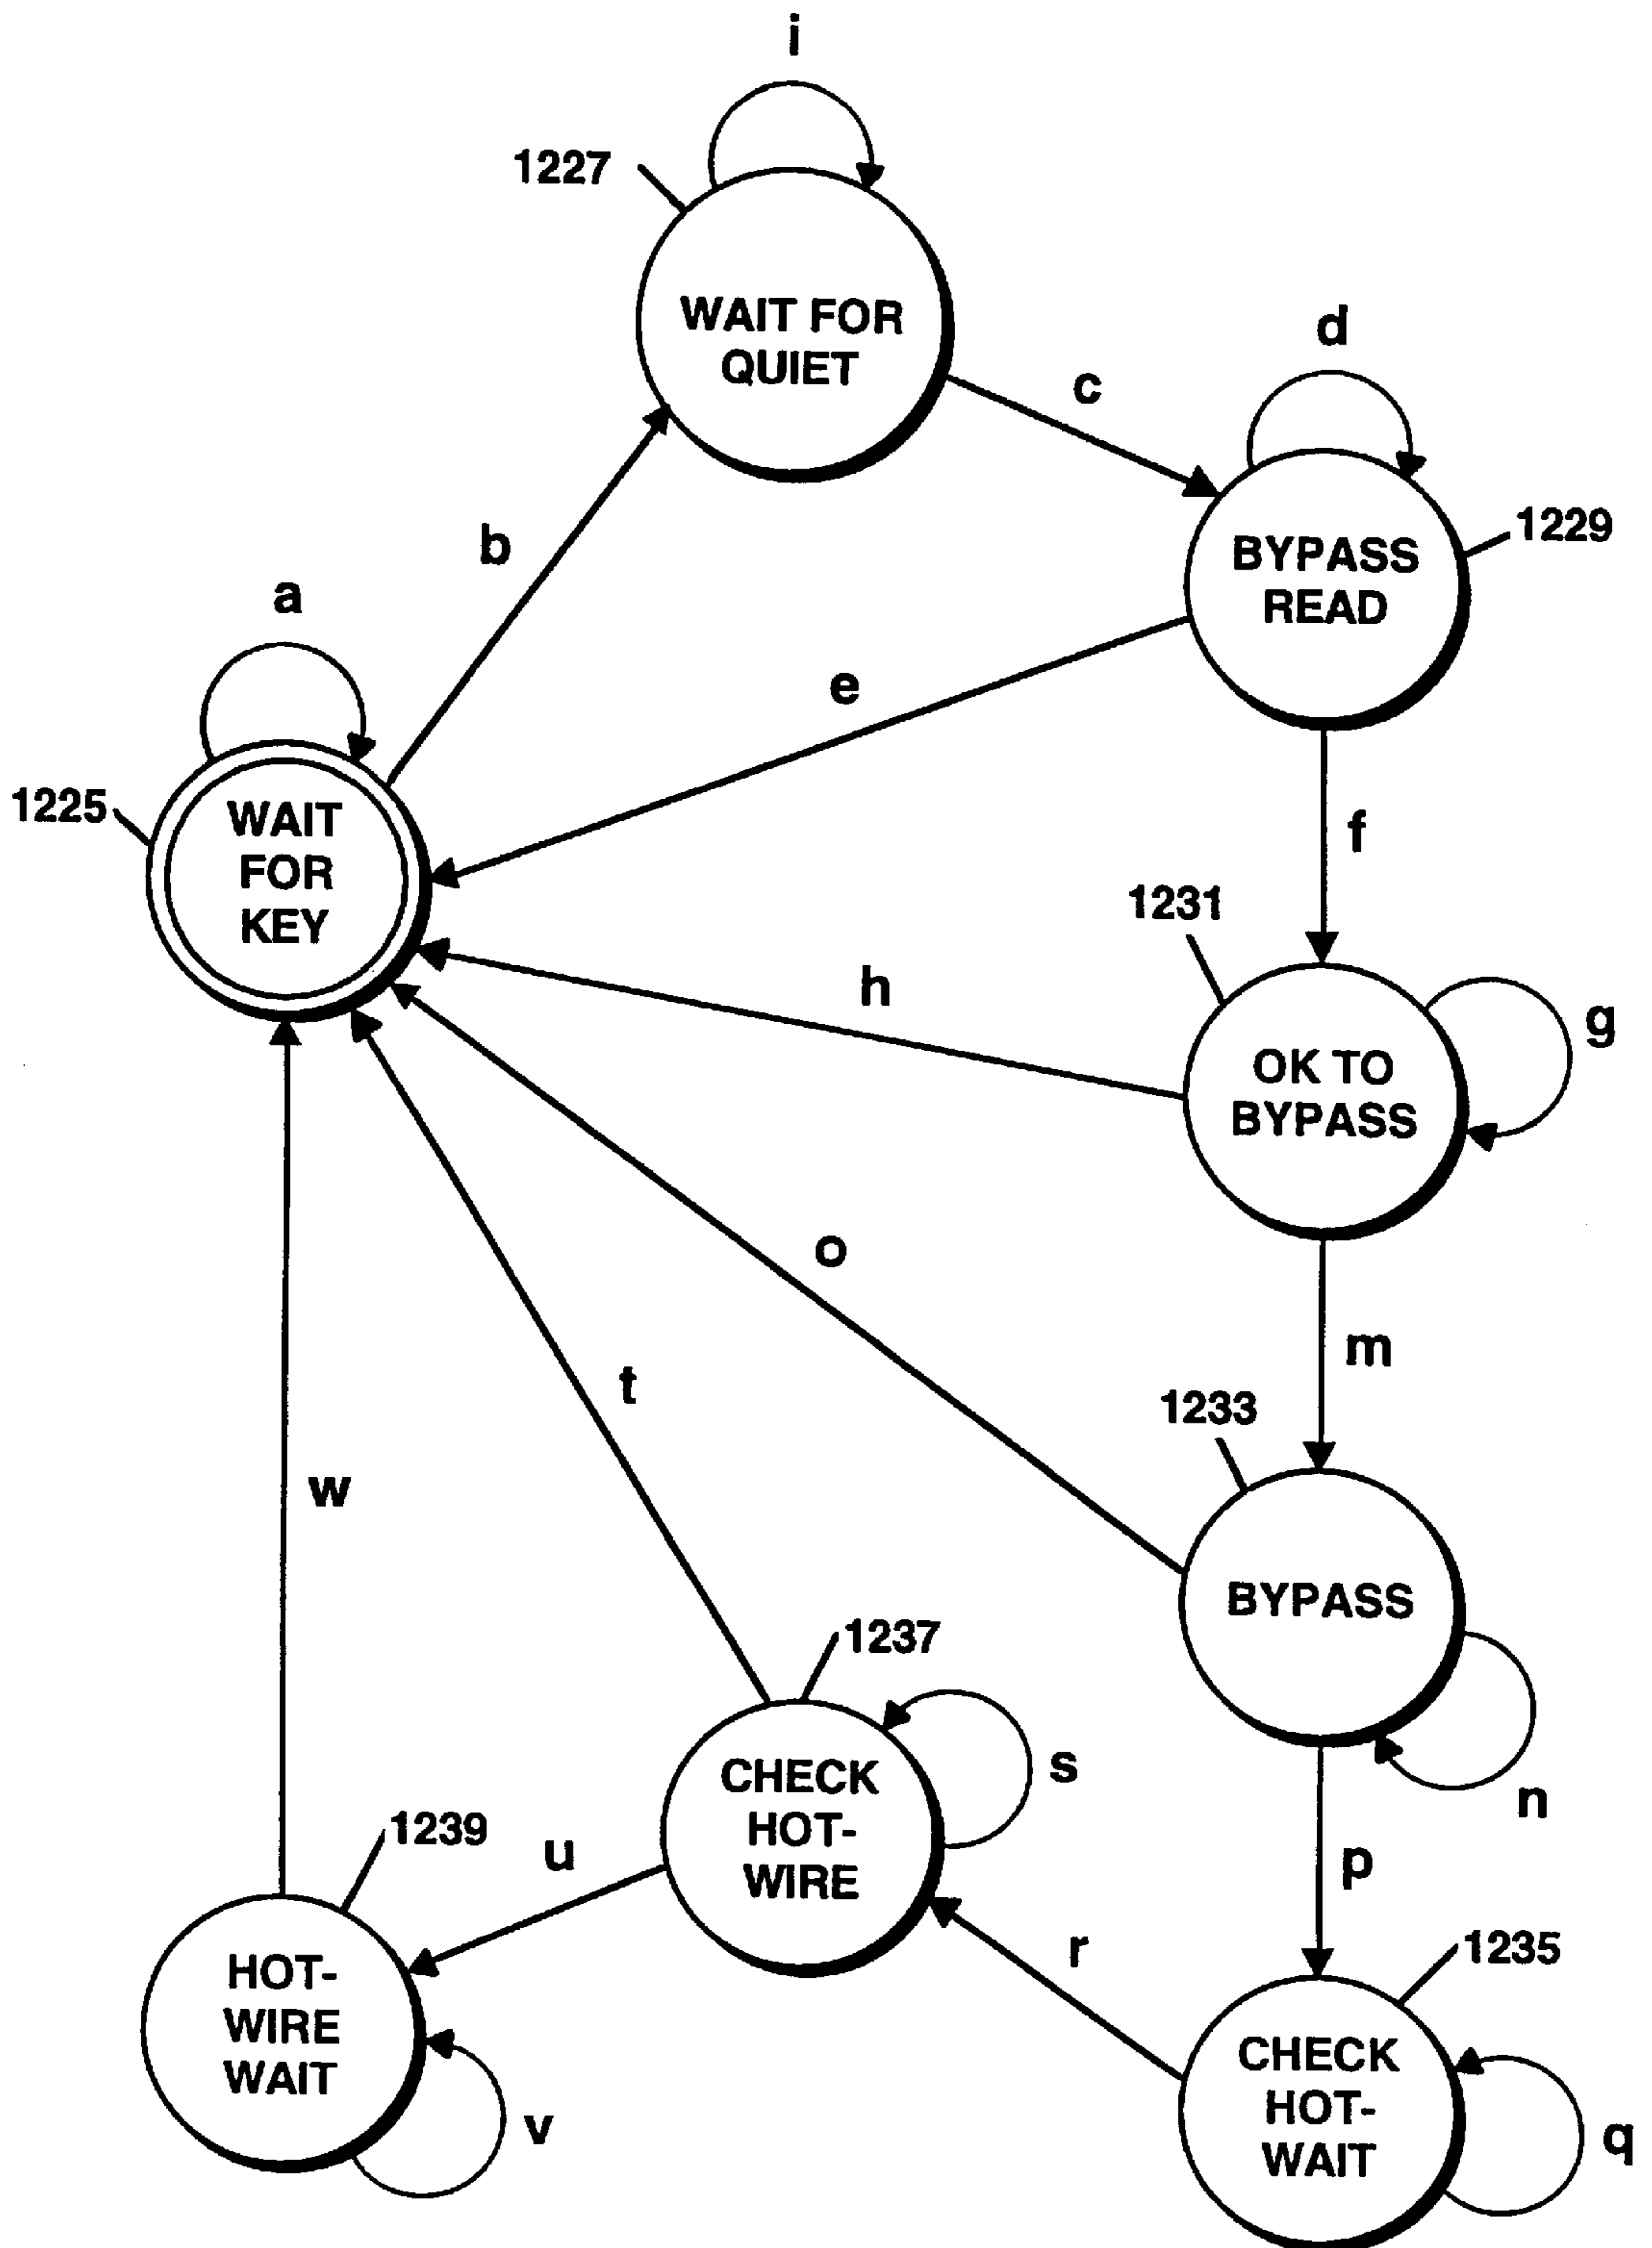 i
1227
WAIT FOR
QUIET
c
d
1229
BYPASS
READ
b
a
e
1225
WAIT
FOR
KEY
f
1231
h
g
OK TO
BYPASS
o
m
t
1233
w
BYPASS
1237
CHECK
HOT-
WIRE
s
n
1239
u
p
r
1235
HOT-
WIRE
WAIT
v
CHECK
HOT-
WAIT
q